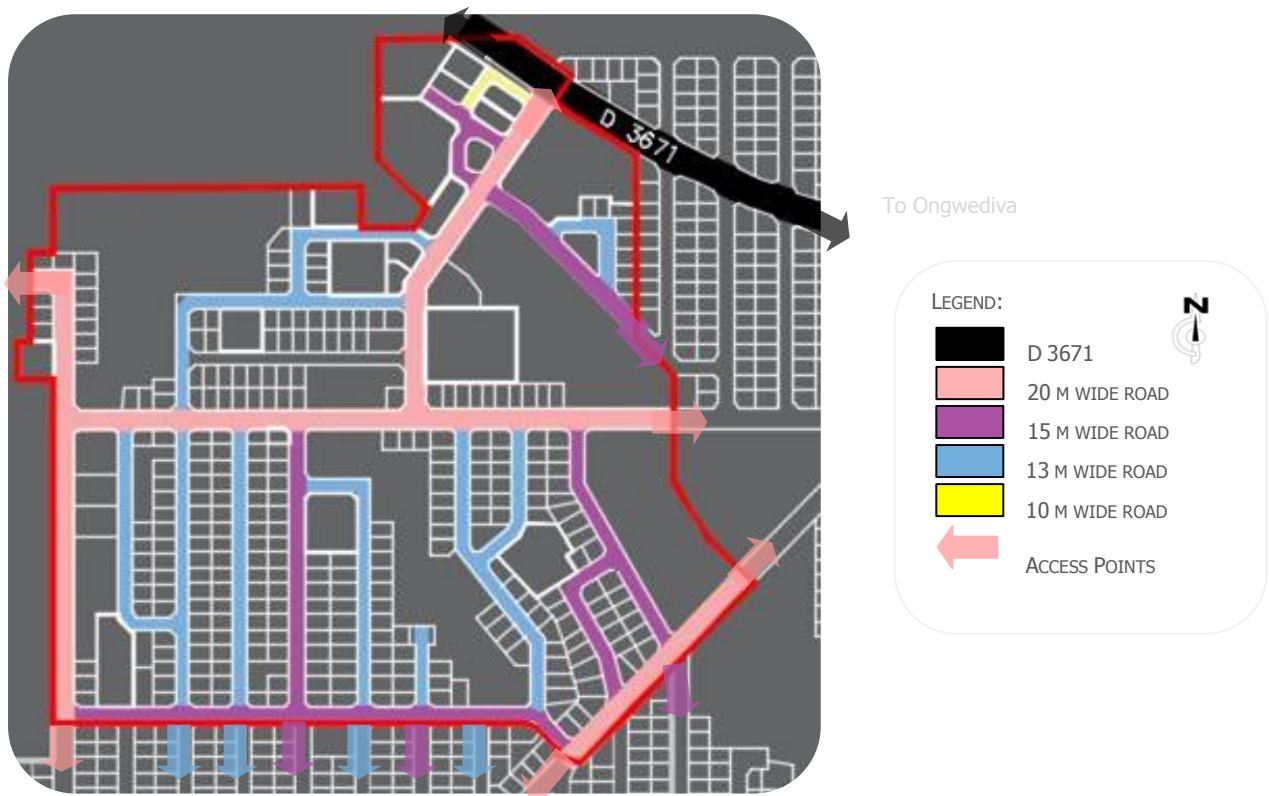 D 3671
To Ongwediva
LEGEND:
N
D 3671
20 M WIDE ROAD
15 M WIDE ROAD
13 M WIDE ROAD
10 M WIDE ROAD
ACCESS POINTS